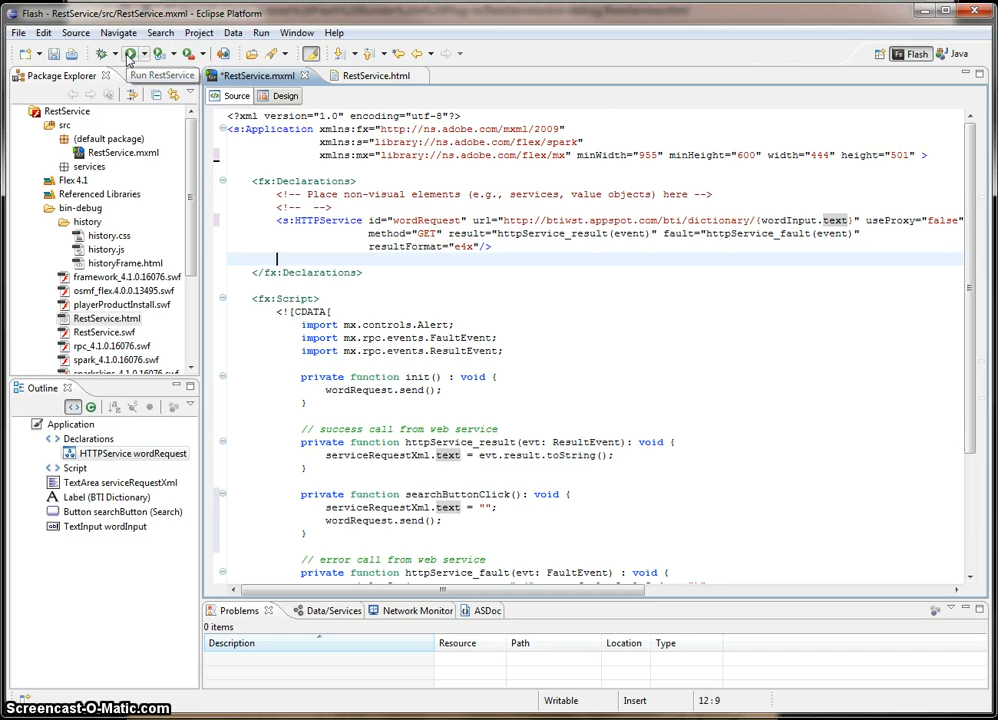 Flash - RestService/src/RestService.mxml - Eclipse Platform
File Edit Source Navigate Search Project Data Run Window Help
Flash Java
Package Explorer
*RestService.mxml RestService.html
Run RestService
Source Design
RestService
src
(default package)
RestService.mxml
services
Flex 4.1
Referenced Libraries
bin-debug
history
history.css
history.js
historyFrame.html
framework_4.1.0.16076.swf
osmf_flex.4.0.0.13495.swf
playerProductInstall.swf
RestService.html
RestService.swf
rpc_4.1.0.16076.swf
spark_4.1.0.16076.swf
sparkskins_4.1.0.16076.swf
<?xml version="1.0" encoding="utf-8"?>
<s:Application xmlns:fx="http://ns.adobe.com/mxml/2009"
xmlns:s="library://ns.adobe.com/flex/spark"
xmlns:mx="library://ns.adobe.com/flex/mx" minWidth="955" minHeight="600" width="444" height="501" >
<fx:Declarations>
<!-- Place non-visual elements (e.g., services, value objects) here -->
<!-- -->
<s:HTTPService id="wordRequest" url="http://btiwst.appspot.com/bti/dictionary/{wordInput.text}" useProxy="false"
method="GET" result="httpService_result(event)" fault="httpService_fault(event)"
resultFormat="e4x"/>
</fx:Declarations>
<fx:Script>
<![CDATA[
import mx.controls.Alert;
import mx.rpc.events.FaultEvent;
import mx.rpc.events.ResultEvent;
private function init() : void {
wordRequest.send();
}
// success call from web service
private function httpService_result(evt: ResultEvent): void {
serviceRequestXml.text = evt.result.toString();
}
private function searchButtonClick(): void {
serviceRequestXml.text = "";
wordRequest.send();
}
// error call from web service
private function httpService_fault(evt: FaultEvent) : void {
Outline
Application
Declarations
HTTPService wordRequest
Script
TextArea serviceRequestXml
Label (BTI Dictionary)
Button searchButton (Search)
TextInput wordInput
Problems Data/Services Network Monitor ASDoc
0 items
Description Resource Path Location Type
Writable Insert 12:9
Screencast-O-Matic.com